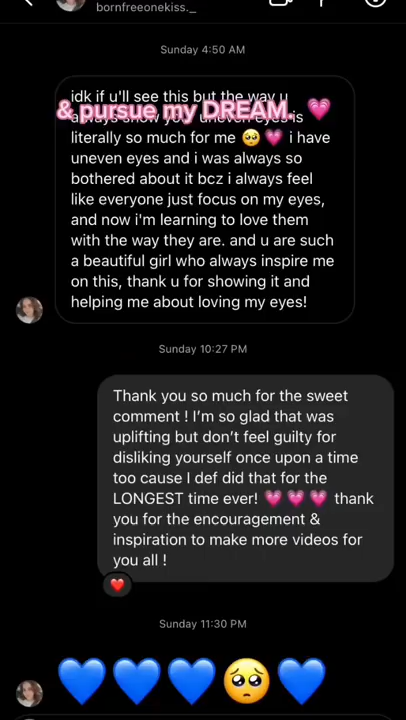 bornfreeonekiss._
Sunday 4:50 AM
idk if u'll see this but the way u
& pursue my DREAM. 💗
always show your uneven eyes is
literally so much for me 🥺 💗 i have
uneven eyes and i was always so
bothered about it bcz i always feel
like everyone just focus on my eyes,
and now i'm learning to love them
with the way they are. and u are such
a beautiful girl who always inspire me
on this, thank u for showing it and
helping me about loving my eyes!
Sunday 10:27 PM
Thank you so much for the sweet
comment ! I'm so glad that was
uplifting but don't feel guilty for
disliking yourself once upon a time
too cause I def did that for the
LONGEST time ever! 💗 💗 💗 thank
you for the encouragement &
inspiration to make more videos for
you all !
❤️
Sunday 11:30 PM
💙💙💙🥺💙